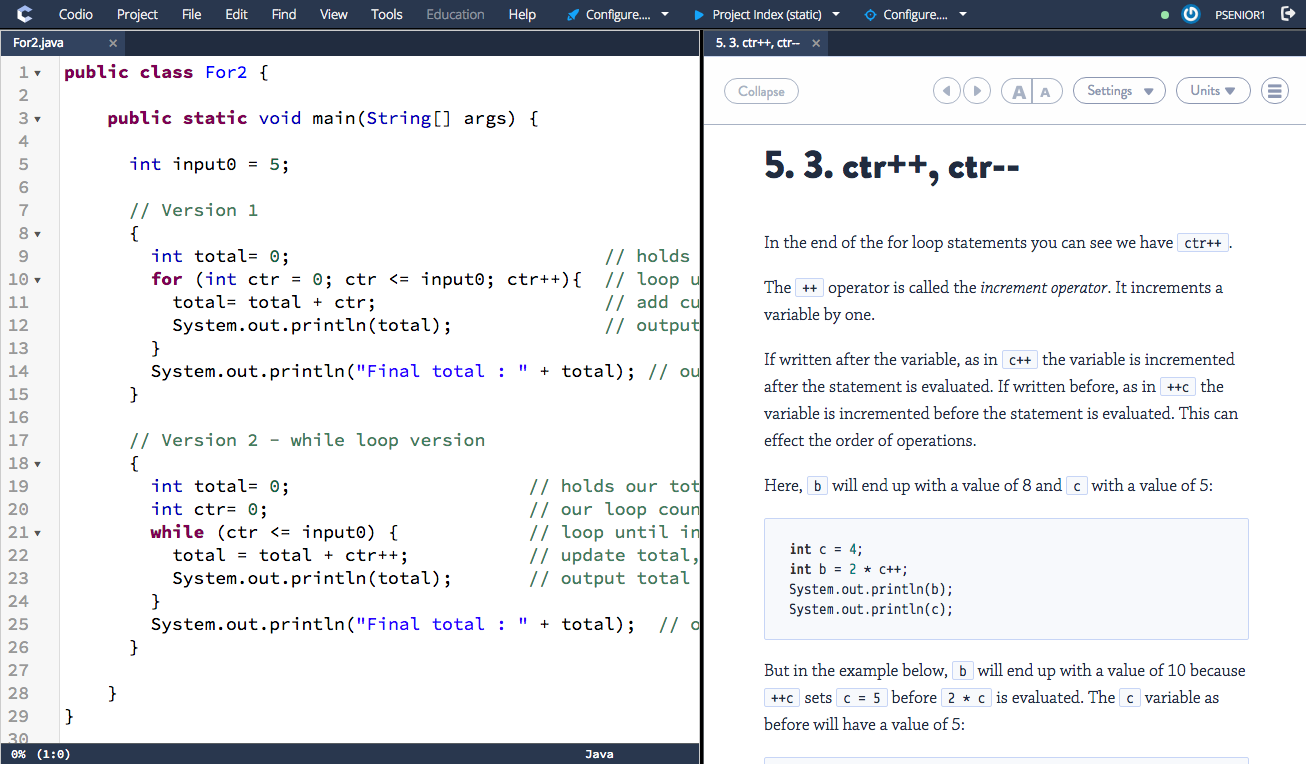 Codio Project File Edit Find View Tools Education Help Configure.... Project Index (static) Configure.... PSENIOR1
For2.java ×
1 public class For2 {
2
3 public static void main(String[] args) {
4
5 int input0 = 5;
6
7 // Version 1
8 {
9 int total= 0; // holds
10 for (int ctr = 0; ctr <= input0; ctr++){ // loop u
11 total= total + ctr; // add cu
12 System.out.println(total); // output
13 }
14 System.out.println("Final total : " + total); // ou
15 }
16
17 // Version 2 - while loop version
18 {
19 int total= 0; // holds our tot
20 int ctr= 0; // our loop coun
21 while (ctr <= input0) { // loop until in
22 total = total + ctr++; // update total,
23 System.out.println(total); // output total
24 }
25 System.out.println("Final total : " + total); // o
26 }
27
28 }
29 }
30
0% (1:0) Java
5. 3. ctr++, ctr-- ×
Collapse A A Settings Units
5. 3. ctr++, ctr--
In the end of the for loop statements you can see we have ctr++.
The ++ operator is called the increment operator. It increments a
variable by one.
If written after the variable, as in c++ the variable is incremented
after the statement is evaluated. If written before, as in ++c the
variable is incremented before the statement is evaluated. This can
effect the order of operations.
Here, b will end up with a value of 8 and c with a value of 5:
int c = 4;
int b = 2 * c++;
System.out.println(b);
System.out.println(c);
But in the example below, b will end up with a value of 10 because
++c sets c = 5 before 2 * c is evaluated. The c variable as
before will have a value of 5: